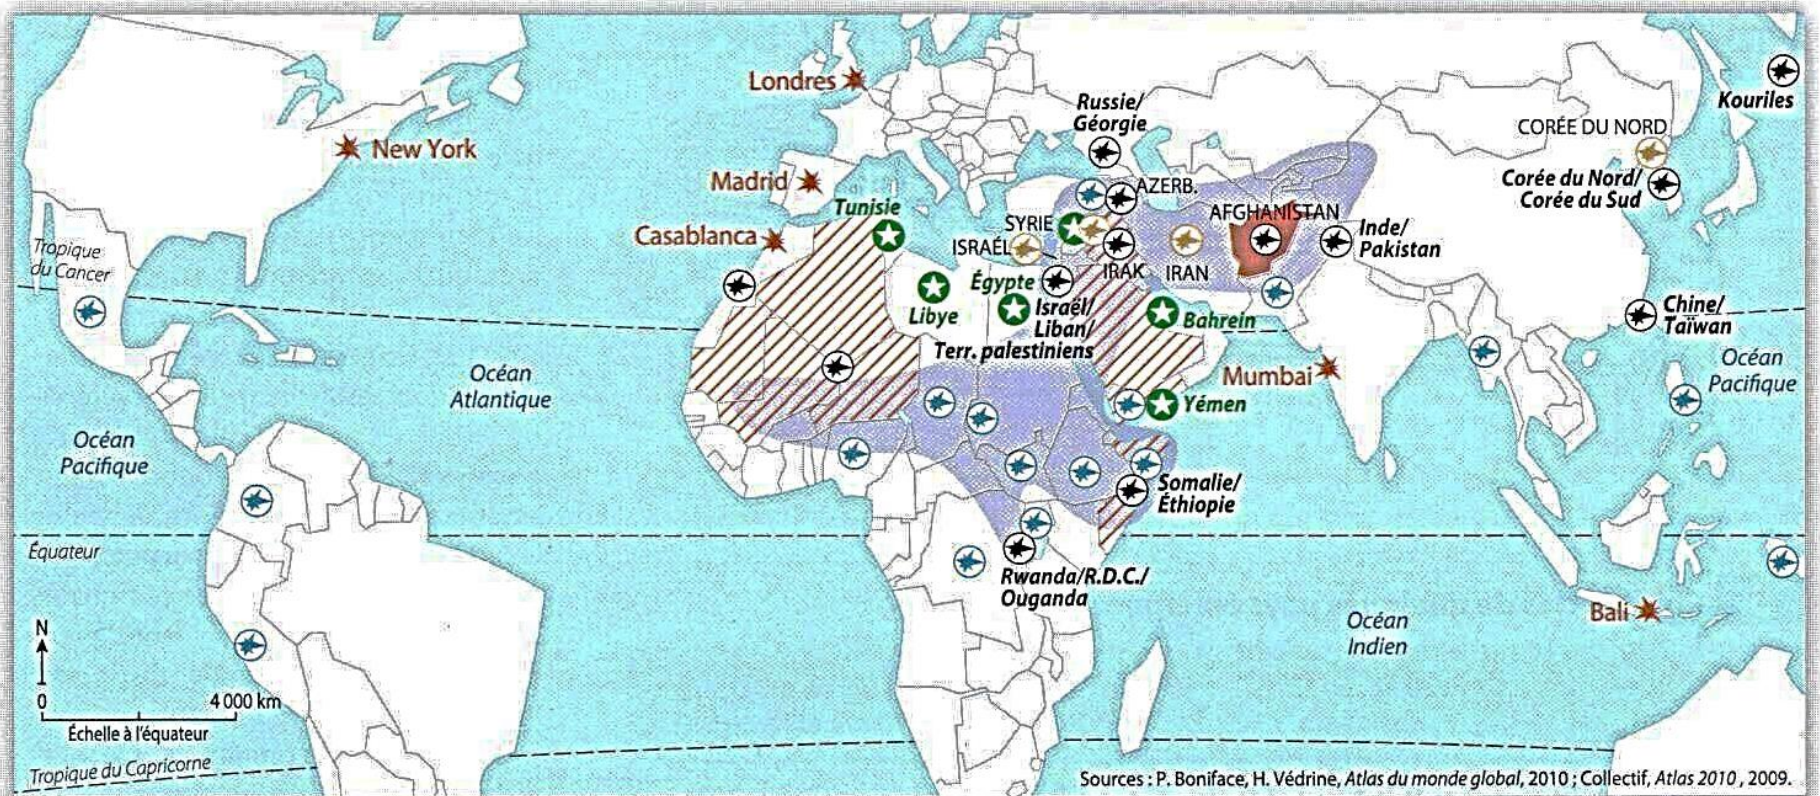 Londres
New York
Madrid
Casablanca
Tunisie
Libye
Égypte
SYRIE
ISRAËL
Israël/
Liban/
Terr. palestiniens
Russie/
Géorgie
AZERB.
IRAK
IRAN
AFGHANISTAN
Inde/
Pakistan
Bahrein
Yémen
Mumbai
Kouriles
CORÉE DU NORD
Corée du Nord/
Corée du Sud
Chine/
Taïwan
Océan
Pacifique
Tropique
du Cancer
Océan
Atlantique
Océan
Pacifique
Somalie/
Éthiopie
Équateur
Rwanda/R.D.C./
Ouganda
Océan
Indien
Bali
N
0 4 000 km
Échelle à l'équateur
Tropique du Capricorne
Sources : P. Boniface, H. Védrine, Atlas du monde global, 2010 ; Collectif, Atlas 2010, 2009.